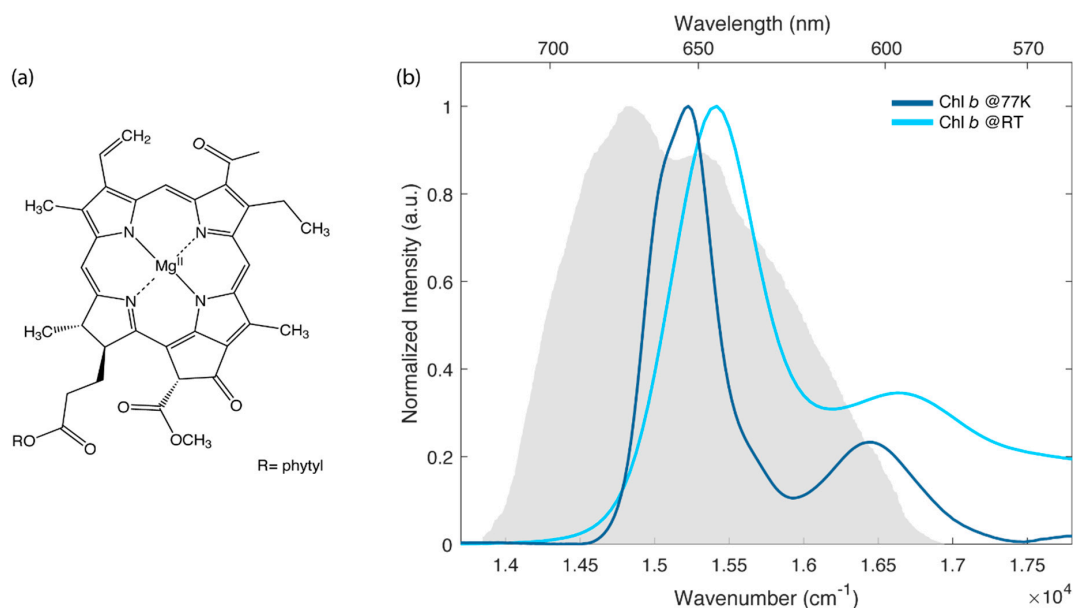 (a)
CH2
O
H3C
N
N
CH3
MgII
N
N
H3C
CH3
O
O
RO
O
OCH3
R= phytyl
(b)
Wavelength (nm)
700 650 600 570
Chl b @77K
Chl b @RT
Normalized Intensity (a.u.)
1
0.8
0.6
0.4
0.2
0
1.4 1.45 1.5 1.55 1.6 1.65 1.7 1.75
Wavenumber (cm-1)
×10^4